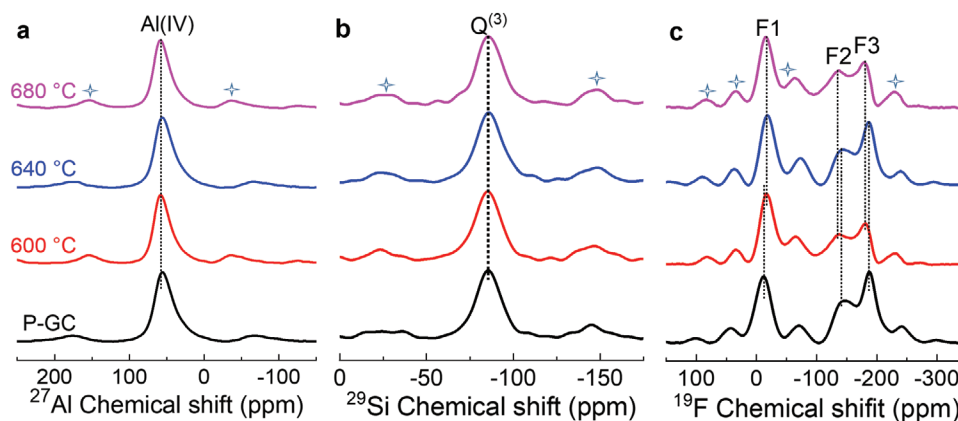 a
Al(IV)
680 °C
640 °C
600 °C
P-GC
200 100 0 -100
²⁷Al Chemical shift (ppm)
b
Q⁽³⁾
0 -50 -100 -150
²⁹Si Chemical shift (ppm)
c
F1
F2
F3
100 0 -100 -200 -300
¹⁹F Chemical shifit (ppm)